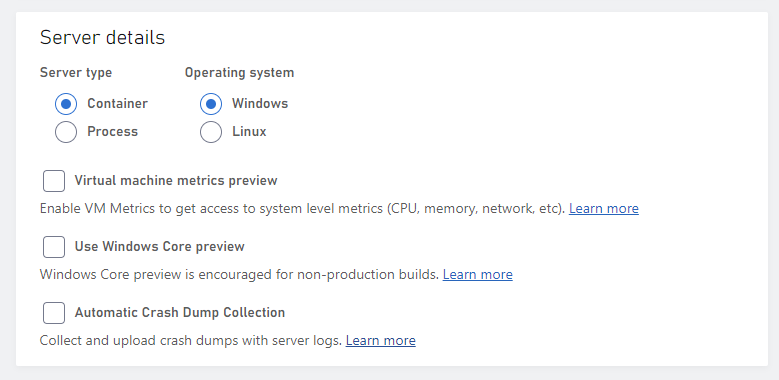 Server details
Server type Operating system
Container Windows
Process Linux
Virtual machine metrics preview
Enable VM Metrics to get access to system level metrics (CPU, memory, network, etc). Learn more
Use Windows Core preview
Windows Core preview is encouraged for non-production builds. Learn more
Automatic Crash Dump Collection
Collect and upload crash dumps with server logs. Learn more